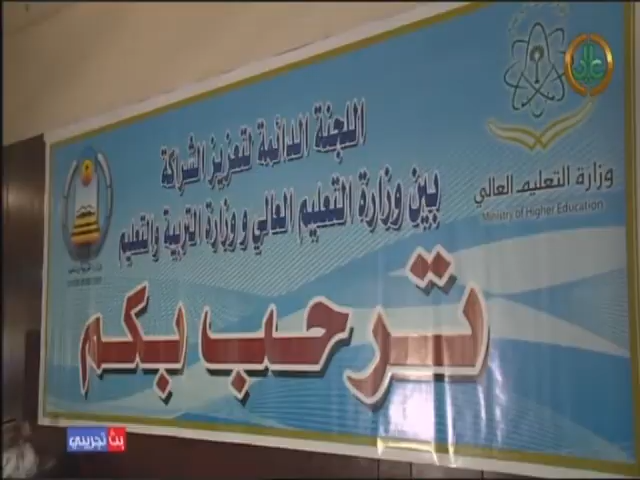 اللجنة الدائمة لتعزيز الشراكة
بين وزارة التعليم العالي و وزارة التربية والتعليم
ترحب بكم
وزارة التعليم العالي
Ministry of Higher Education
بث تجريبي